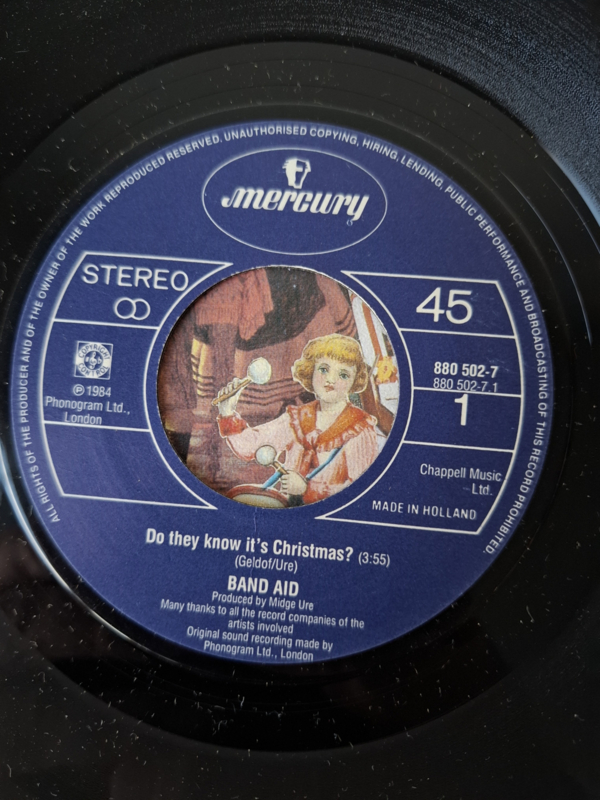 ALL RIGHTS OF THE PRODUCER AND OF THE OWNER OF THE WORK REPRODUCED RESERVED. UNAUTHORISED COPYING, HIRING, LENDING, PUBLIC PERFORMANCE AND BROADCASTING OF THIS RECORD PROHIBITED.
mercury
STEREO
45
880 502-7
880 502-7.1
1
℗ 1984
Phonogram Ltd.,
London
Chappell Music
Ltd.
MADE IN HOLLAND
Do they know it's Christmas? (3:55)
(Geldof/Ure)
BAND AID
Produced by Midge Ure
Many thanks to all the record companies of the
artists involved
Original sound recording made by
Phonogram Ltd., London